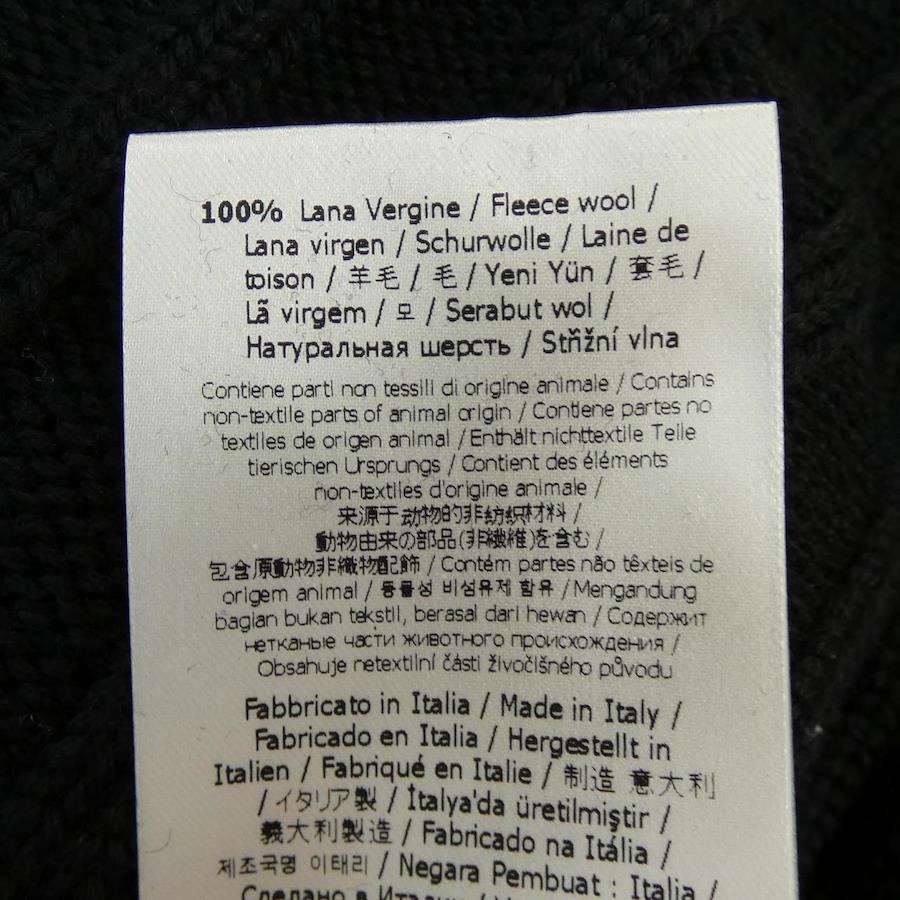 100% Lana Vergine / Fleece wool /
Lana virgen / Schurwolle / Laine de
toison / 羊毛 / 毛 / Yeni Yün / 套毛 /
Lã virgem / 모 / Serabut wol /
Натуральная шерсть / Střžní vlna
Contiene parti non tessili di origine animale / Contains
non-textile parts of animal origin / Contiene partes no
textiles de origen animal / Enthält nichttextile Teile
tierischen Ursprungs / Contient des éléments
non-textiles d'origine animale /
来源于动物的非纺织材料 /
動物由来の部品(非繊維)を含む /
包含原動物非織物配飾 / Contém partes não têxteis de
origem animal / 동물성 비섬유제 함유 / Mengandung
bagian bukan tekstil, berasal dari hewan / Содержит
нетканые части животного происхождения /
Obsahuje netextilní části živočišného původu
Fabbricato in Italia / Made in Italy /
Fabricado en Italia / Hergestellt in
Italien / Fabriqué en Italie / 制造 意大利
/ イタリア製 / İtalya'da üretilmiştir /
義大利製造 / Fabricado na Itália /
제조국명 이태리 / Negara Pembuat : Italia /
Сделано в Италии /